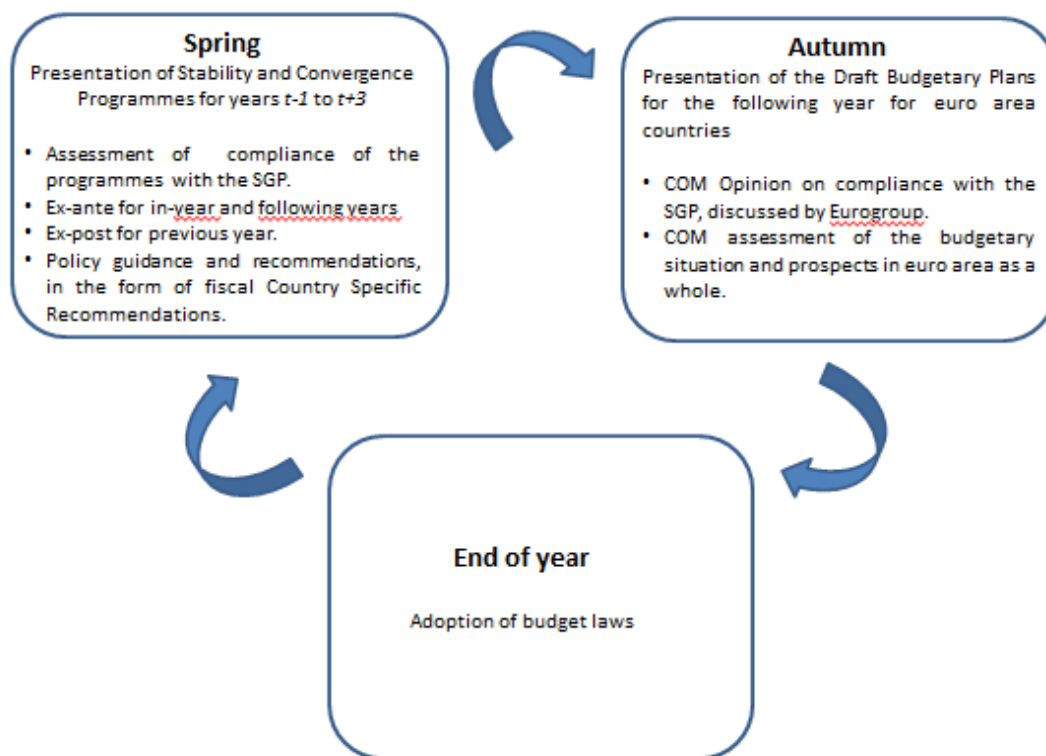 Spring
Presentation of Stability and Convergence
Programmes for years t-1 to t+3
• Assessment of compliance of the
programmes with the SGP.
• Ex-ante for in-year and following years
• Ex-post for previous year.
• Policy guidance and recommendations,
in the form of fiscal Country Specific
Recommendations.
Autumn
Presentation of the Draft Budgetary Plans
for the following year for euro area
countries
• COM Opinion on compliance with the
SGP, discussed by Eurogroup.
• COM assessment of the budgetary
situation and prospects in euro area as a
whole.
End of year
Adoption of budget laws